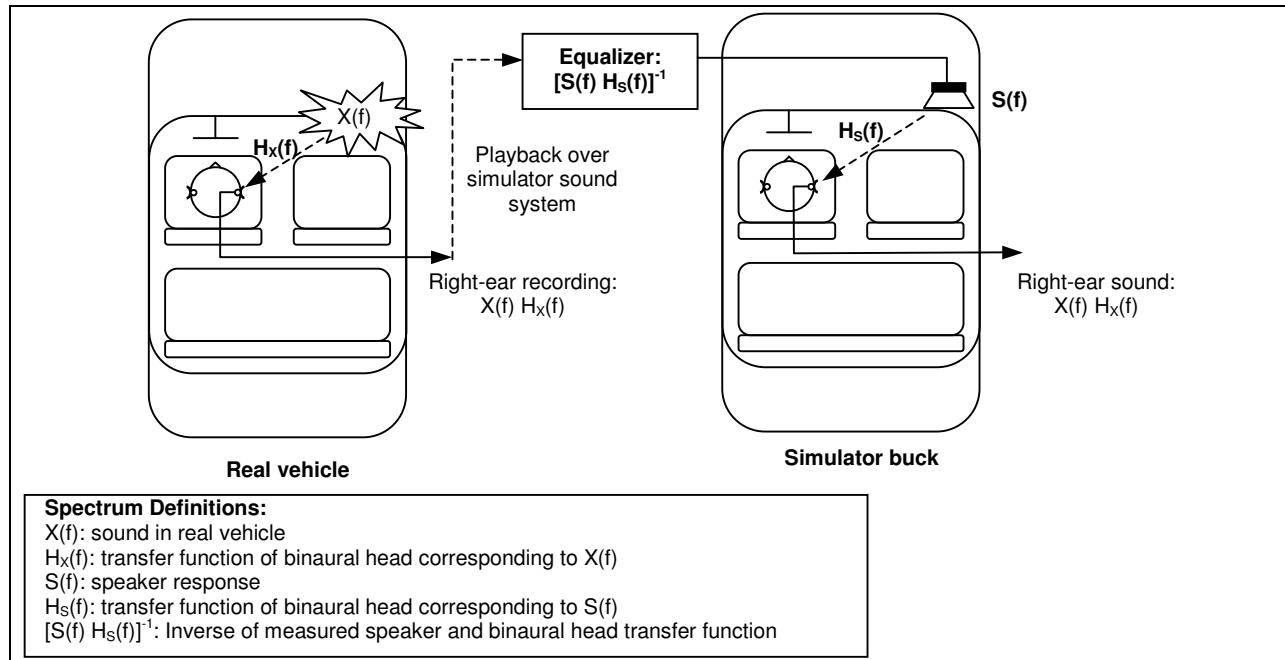 Equalizer:
[S(f) H_S(f)]^-1
X(f)
S(f)
H_X(f)
H_S(f)
Playback over
simulator sound
system
Right-ear recording:
X(f) H_X(f)
Right-ear sound:
X(f) H_X(f)
Real vehicle
Simulator buck
Spectrum Definitions:
X(f): sound in real vehicle
H_X(f): transfer function of binaural head corresponding to X(f)
S(f): speaker response
H_S(f): transfer function of binaural head corresponding to S(f)
[S(f) H_S(f)]^-1: Inverse of measured speaker and binaural head transfer function